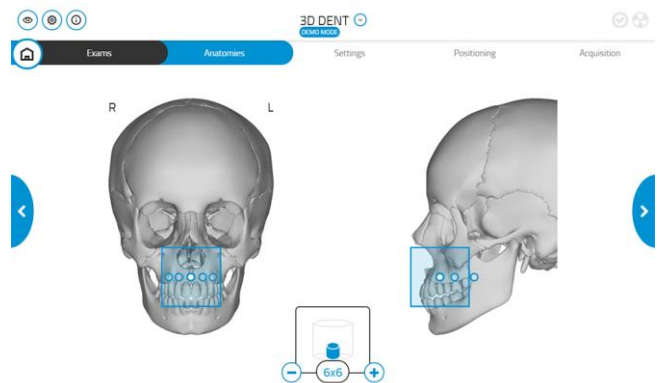 3D DENT
DEMO MODE
Exams
Anatomies
Settings
Positioning
Acquisition
R
L
6x6